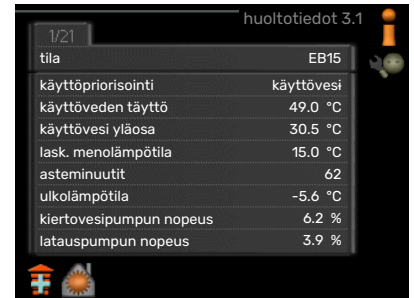 huoltotiedot 3.1
1/21
tila EB15
käyttöpriorisointi käyttövesi
käyttöveden täyttö 49.0 °C
käyttövesi yläosa 30.5 °C
lask. menolämpötila 15.0 °C
asteminuutit 62
ulkolämpötila -5.6 °C
kiertovesipumpun nopeus 6.2 %
latauspumpun nopeus 3.9 %